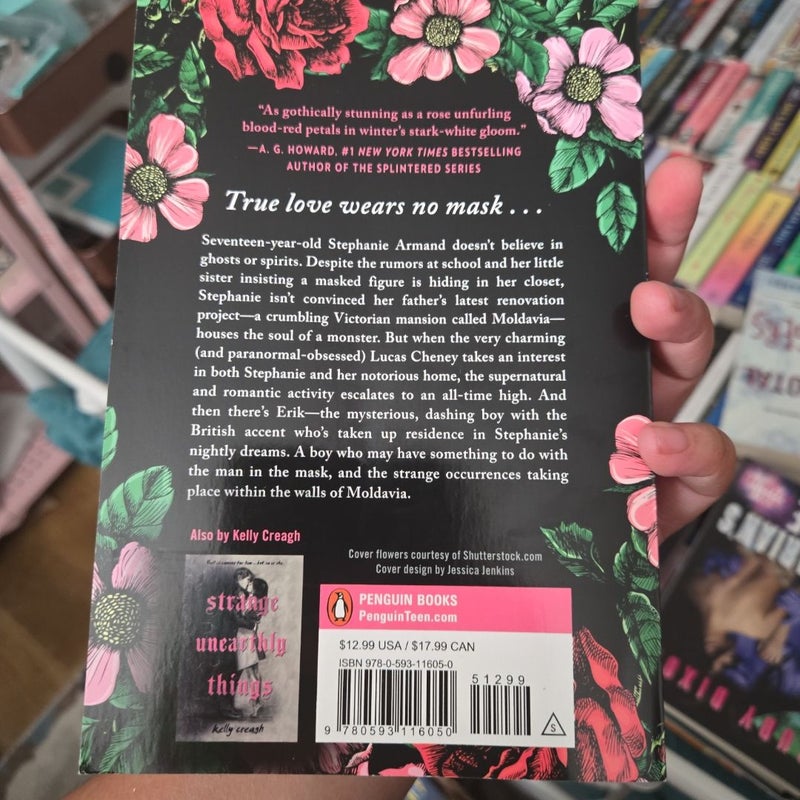 "As gothically stunning as a rose unfurling
blood-red petals in winter's stark-white gloom."
—A. G. HOWARD, #1 NEW YORK TIMES BESTSELLING
AUTHOR OF THE SPLINTERED SERIES
True love wears no mask . . .
Seventeen-year-old Stephanie Armand doesn't believe in
ghosts or spirits. Despite the rumors at school and her little
sister insisting a masked figure is hiding in her closet,
Stephanie isn't convinced her father's latest renovation
project—a crumbling Victorian mansion called Moldavia—
houses the soul of a monster. But when the very charming
(and paranormal-obsessed) Lucas Cheney takes an interest
in both Stephanie and her notorious home, the supernatural
and romantic activity escalates to an all-time high. And
then there's Erik—the mysterious, dashing boy with the
British accent who's taken up residence in Stephanie's
nightly dreams. A boy who may have something to do with
the man in the mask, and the strange occurrences taking
place within the walls of Moldavia.
Also by Kelly Creagh
strange
unearthly
things
kelly creagh
Cover flowers courtesy of Shutterstock.com
Cover design by Jessica Jenkins
PENGUIN BOOKS
PenguinTeen.com
$12.99 USA / $17.99 CAN
ISBN 978-0-593-11605-0
51299
9 780593 116050
S